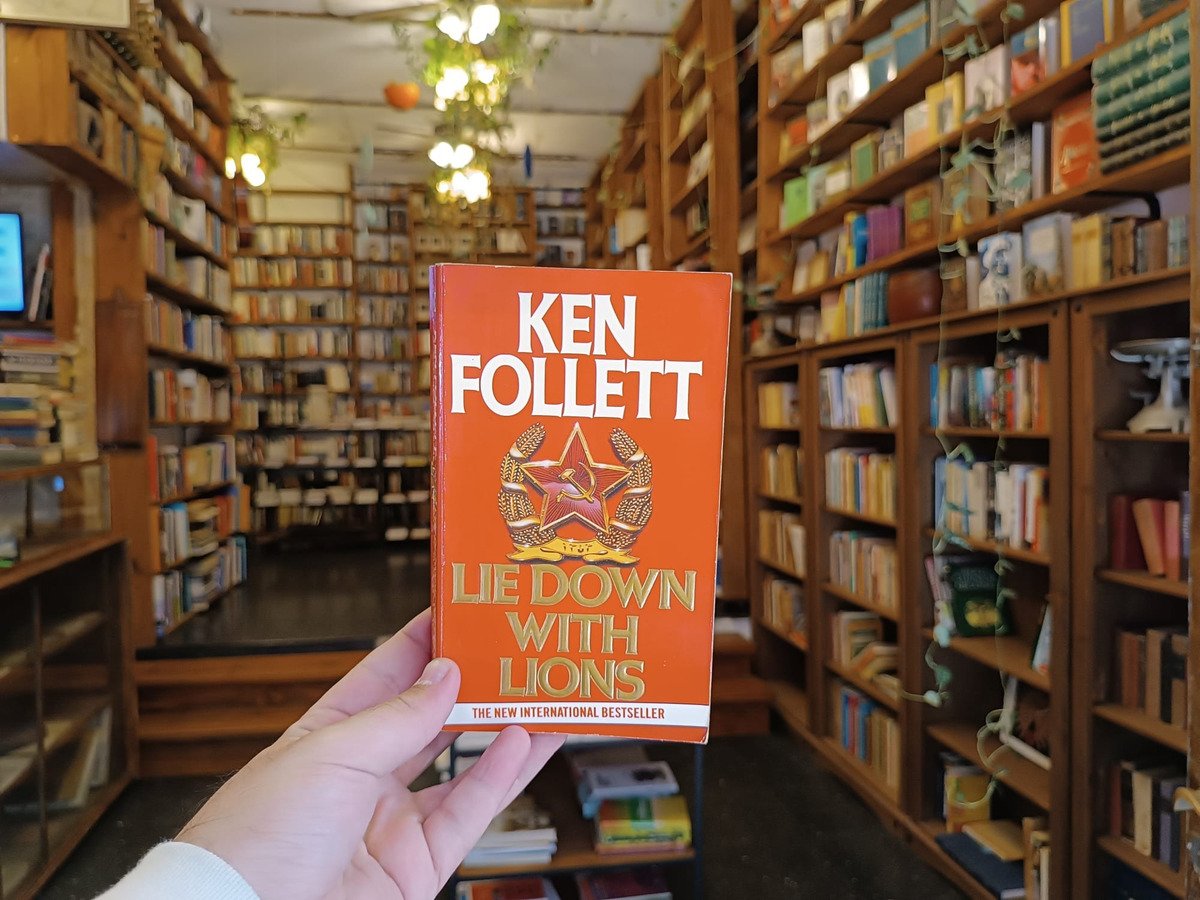 KEN
FOLLETT
LIE DOWN
WITH
LIONS
THE NEW INTERNATIONAL BESTSELLER